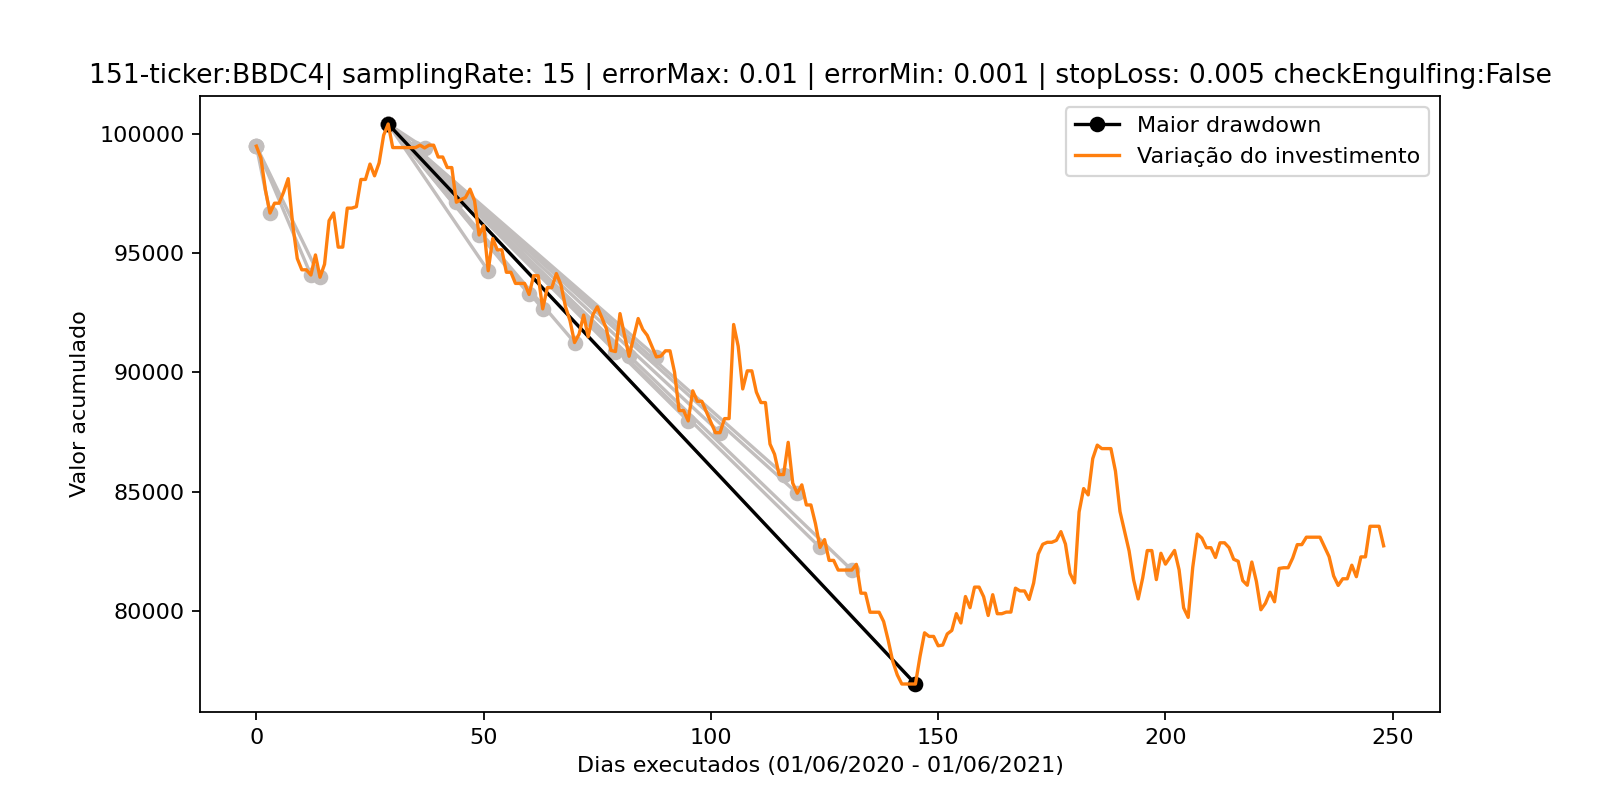 151-ticker:BBDC4| samplingRate: 15 | errorMax: 0.01 | errorMin: 0.001 | stopLoss: 0.005 checkEngulfing:False
Maior drawdown
Variação do investimento
Valor acumulado
100000
95000
90000
85000
80000
0 50 100 150 200 250
Dias executados (01/06/2020 - 01/06/2021)